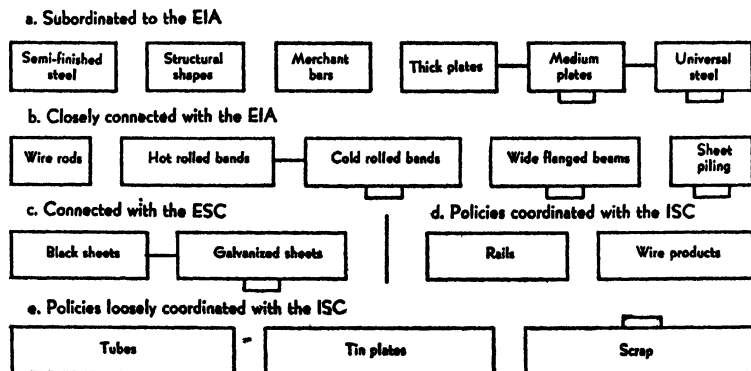 a. Subordinated to the EIA
Semi-finished steel
Structural shapes
Merchant bars
Thick plates
Medium plates
Universal steel
b. Closely connected with the EIA
Wire rods
Hot rolled bands
Cold rolled bands
Wide flanged beams
Sheet piling
c. Connected with the ESC
d. Policies coordinated with the ISC
Black sheets
Galvanized sheets
Rails
Wire products
e. Policies loosely coordinated with the ISC
Tubes
Tin plates
Scrap